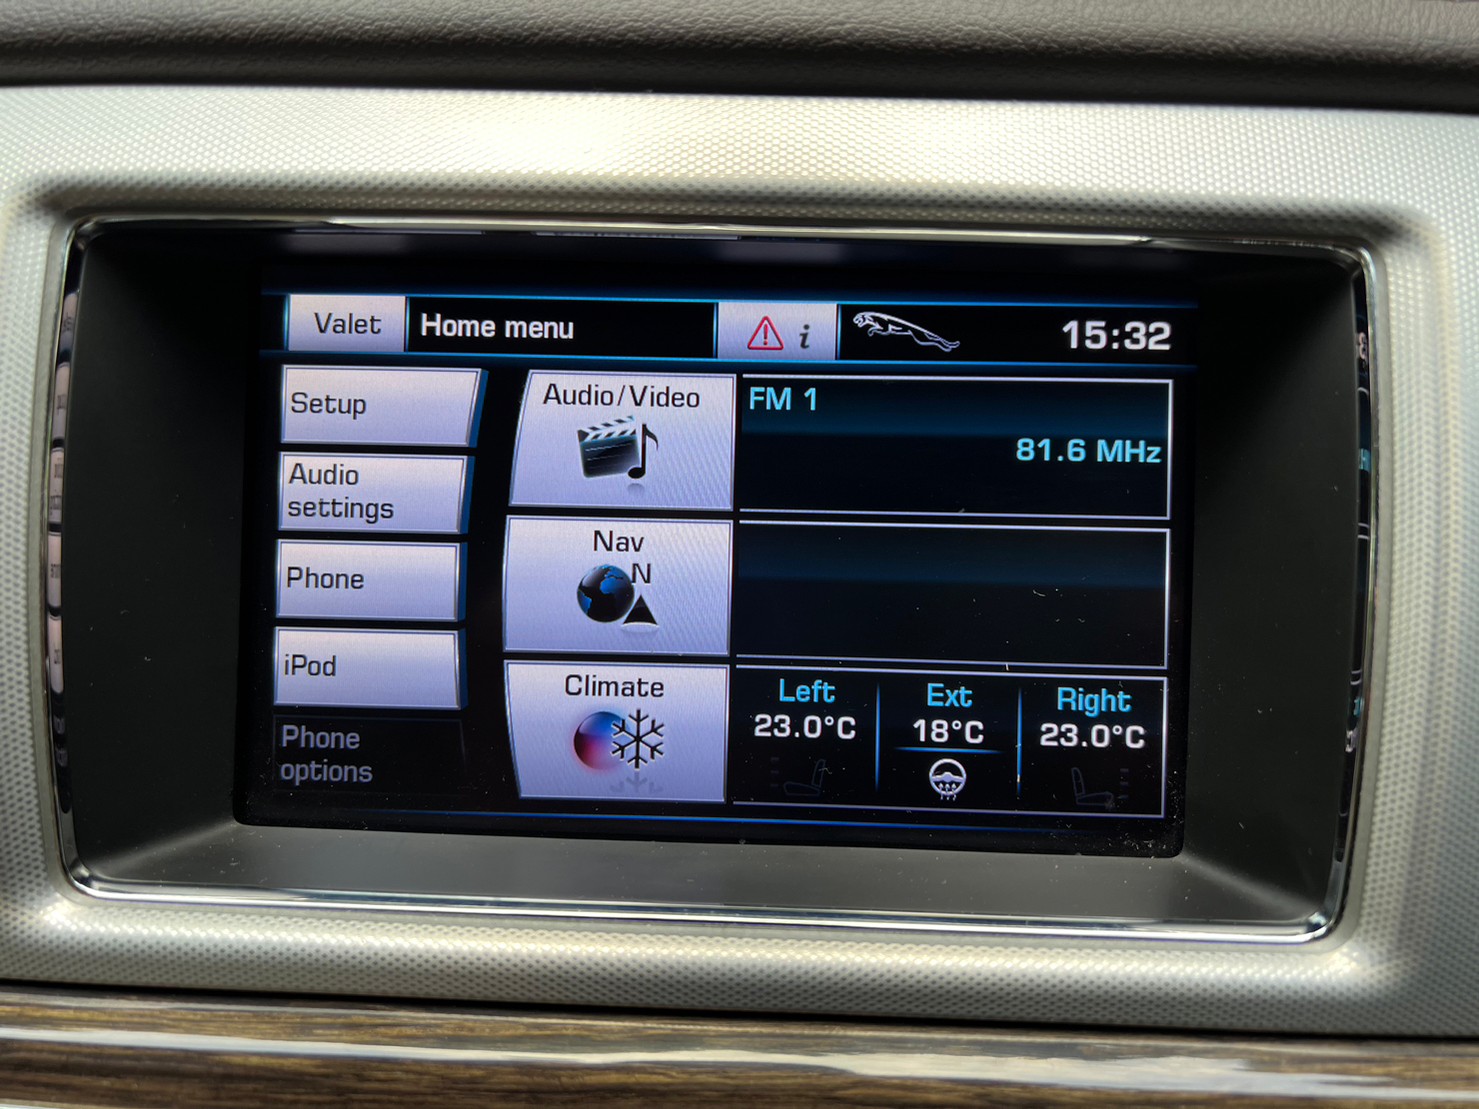 Valet
Home menu
i
15:32
Setup
Audio
settings
Phone
iPod
Phone
options
Audio/Video
FM 1
81.6 MHz
Nav
N
Climate
Left
23.0°C
Ext
18°C
Right
23.0°C